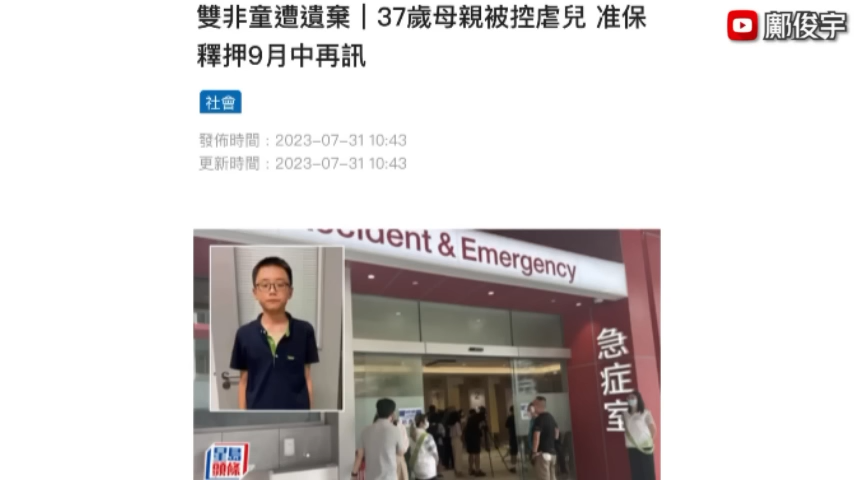 雙非童遭遺棄｜37歲母親被控虐兒 准保
釋押9月中再訊
鄺俊宇
社會
發佈時間：2023-07-31 10:43
更新時間：2023-07-31 10:43
Accident & Emergency
急症室
星島
頭條